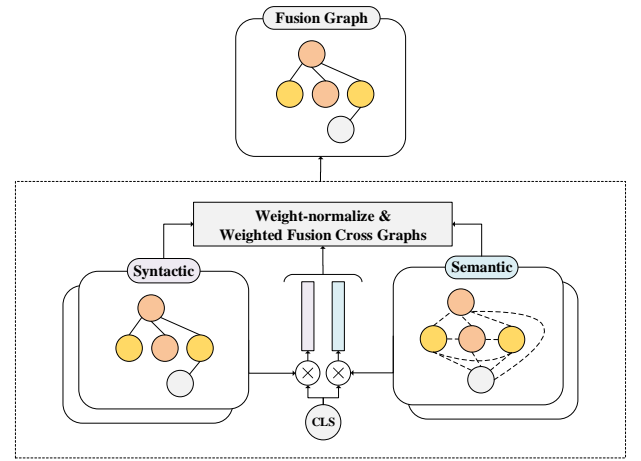 Fusion Graph
Weight-normalize &
Weighted Fusion Cross Graphs
Syntactic
Semantic
CLS